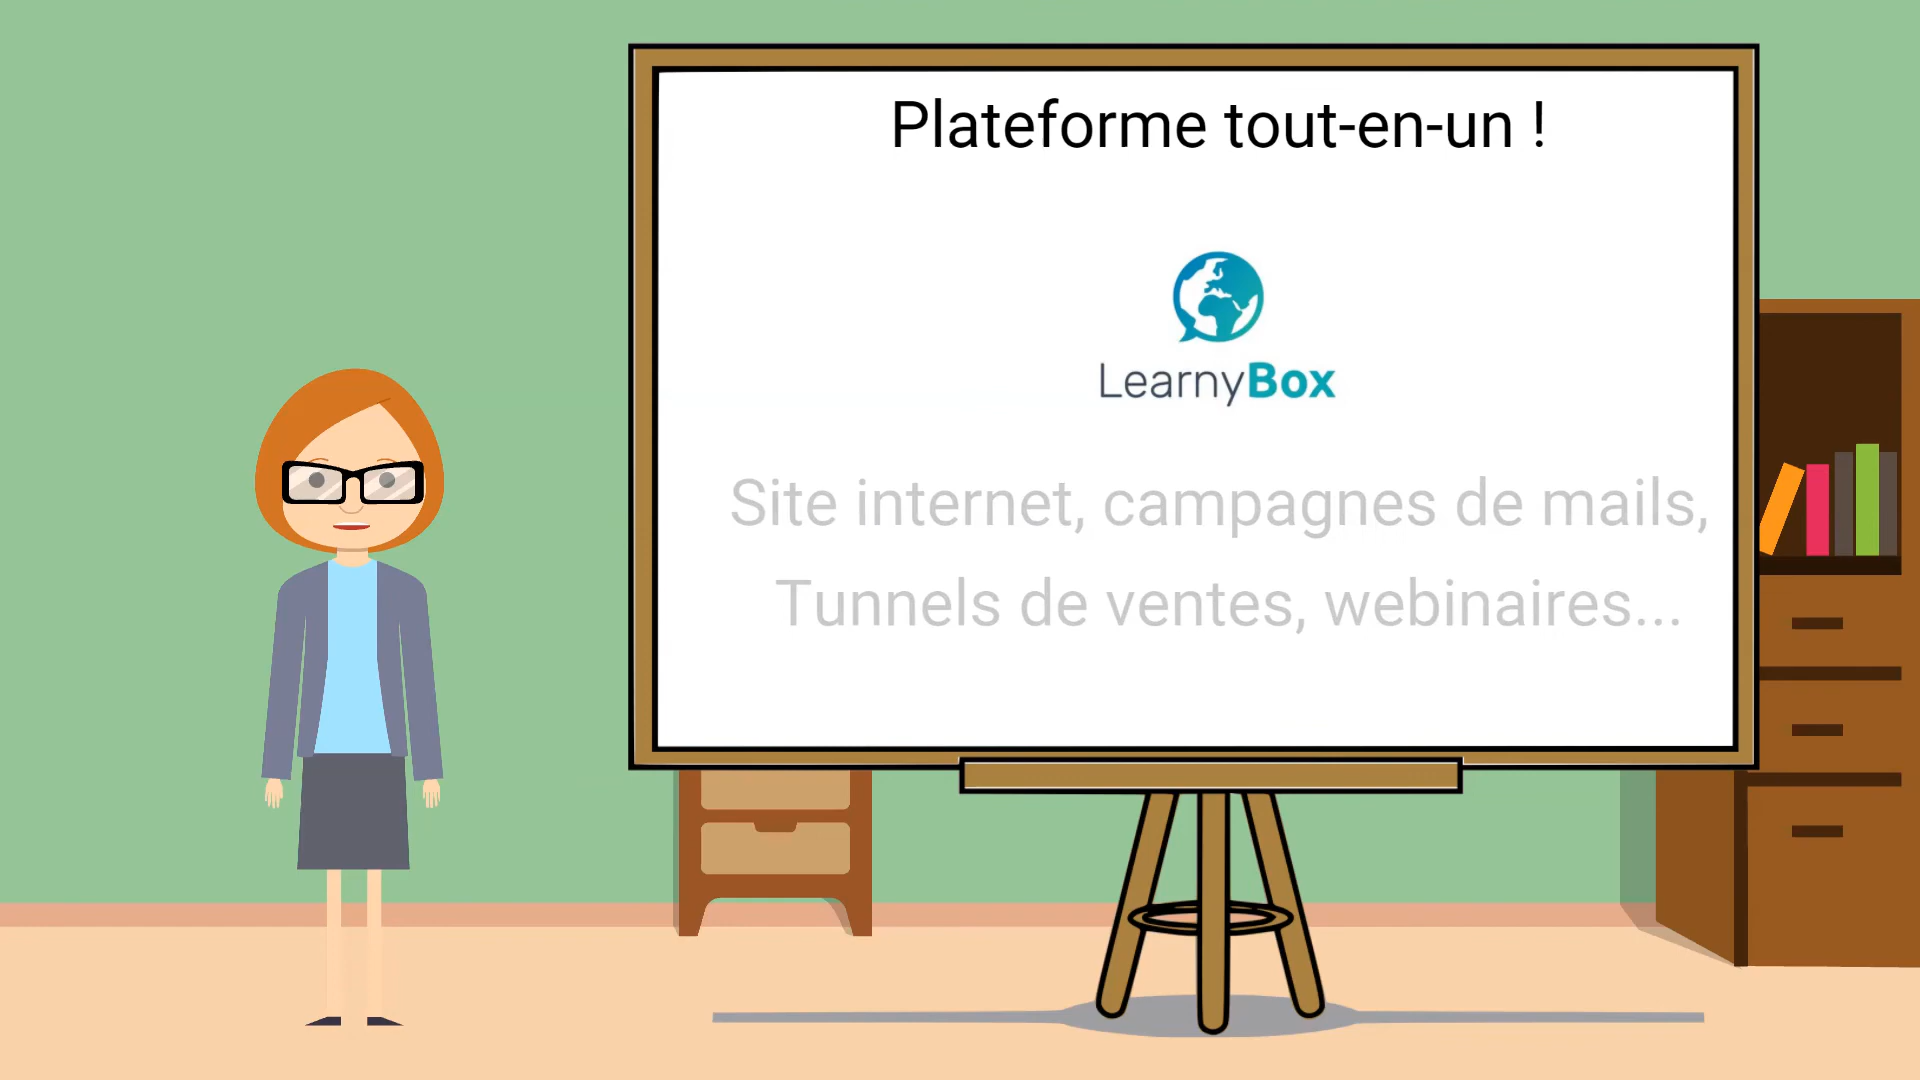 Plateforme tout-en-un !
LearnyBox
Site internet, campagnes de mails,
Tunnels de ventes, webinaires...